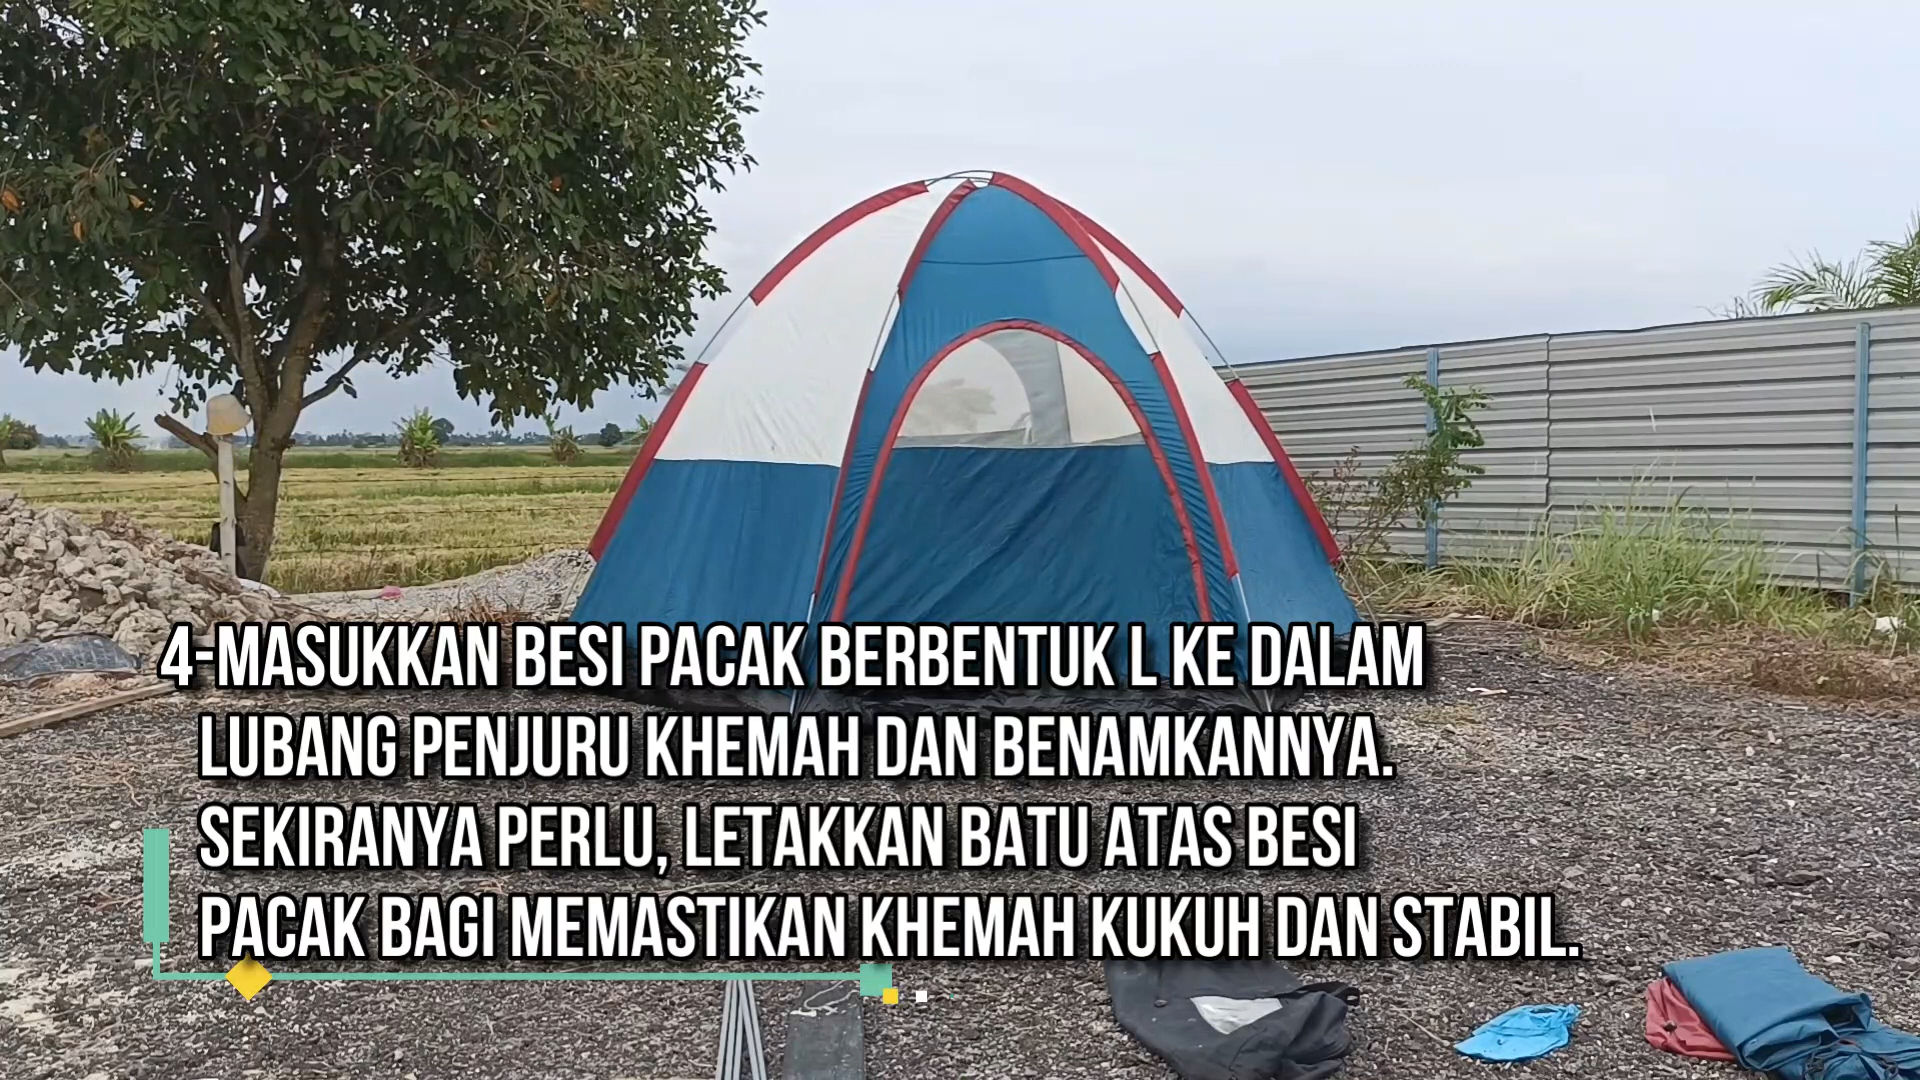 4-MASUKKAN BESI PACAK BERBENTUK L KE DALAM
LUBANG PENJURU KHEMAH DAN BENAMKANNYA.
SEKIRANYA PERLU, LETAKKAN BATU ATAS BESI
PACAK BAGI MEMASTIKAN KHEMAH KUKUH DAN STABIL.